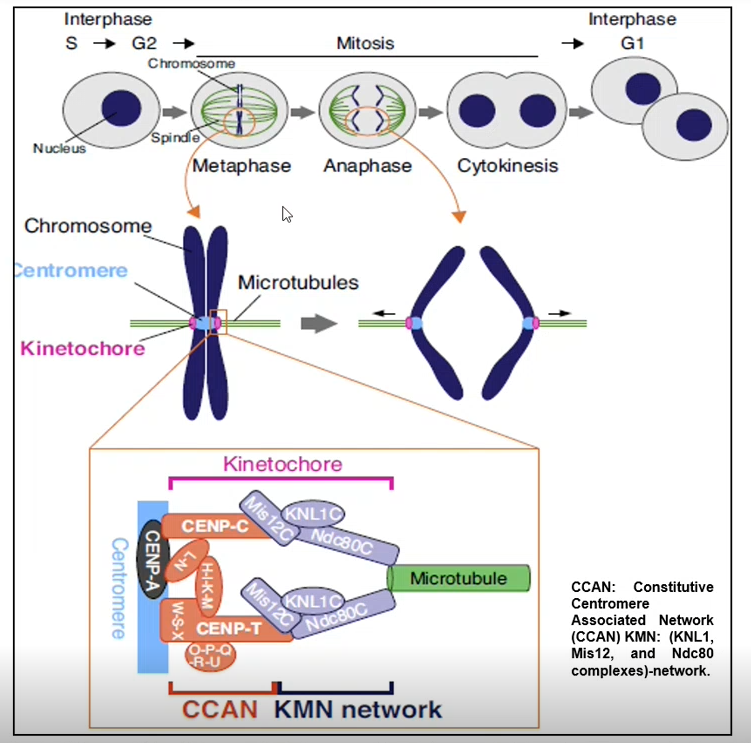 Interphase
S → G2 →
Mitosis
→
Interphase
G1
Chromosome
Nucleus
Spindle
Metaphase
Anaphase
Cytokinesis
Chromosome
Centromere
Microtubules
Kinetochore
Kinetochore
Centromere
CENP-A
CENP-C
L-N
H-I-K-M
W-S-X
CENP-T
O-P-Q
-R-U
Mis12C
KNL1C
Ndc80C
Mis12C
KNL1C
Ndc80C
Microtubule
CCAN KMN network
CCAN: Constitutive
Centromere
Associated Network
(CCAN) KMN: (KNL1,
Mis12, and Ndc80
complexes)-network.